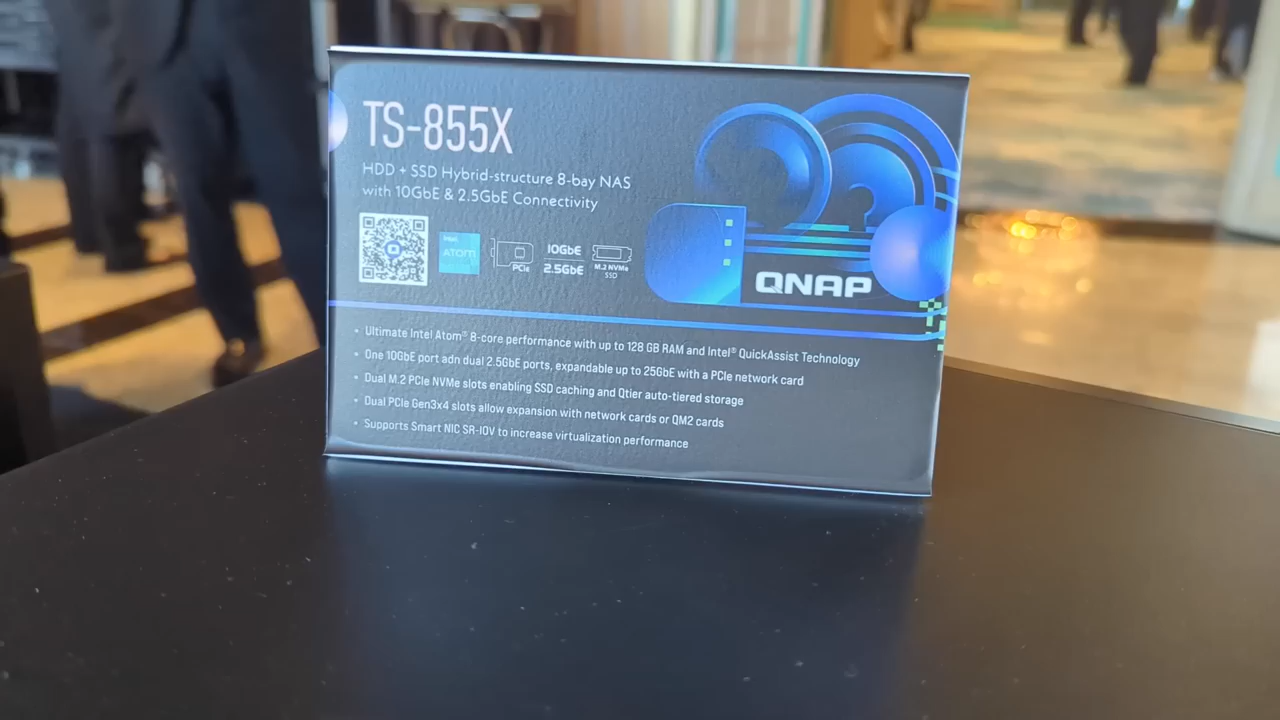 TS-855X
HDD + SSD Hybrid-structure 8-bay NAS
with 10GbE & 2.5GbE Connectivity
intel
ATOM
PCIe
10GbE
2.5GbE
M.2 NVMe
SSD
QNAP
• Ultimate Intel Atom® 8-core performance with up to 128 GB RAM and Intel® QuickAssist Technology
• One 10GbE port adn dual 2.5GbE ports, expandable up to 25GbE with a PCIe network card
• Dual M.2 PCIe NVMe slots enabling SSD caching and Qtier auto-tiered storage
• Dual PCIe Gen3x4 slots allow expansion with network cards or QM2 cards
• Supports Smart NIC SR-IOV to increase virtualization performance